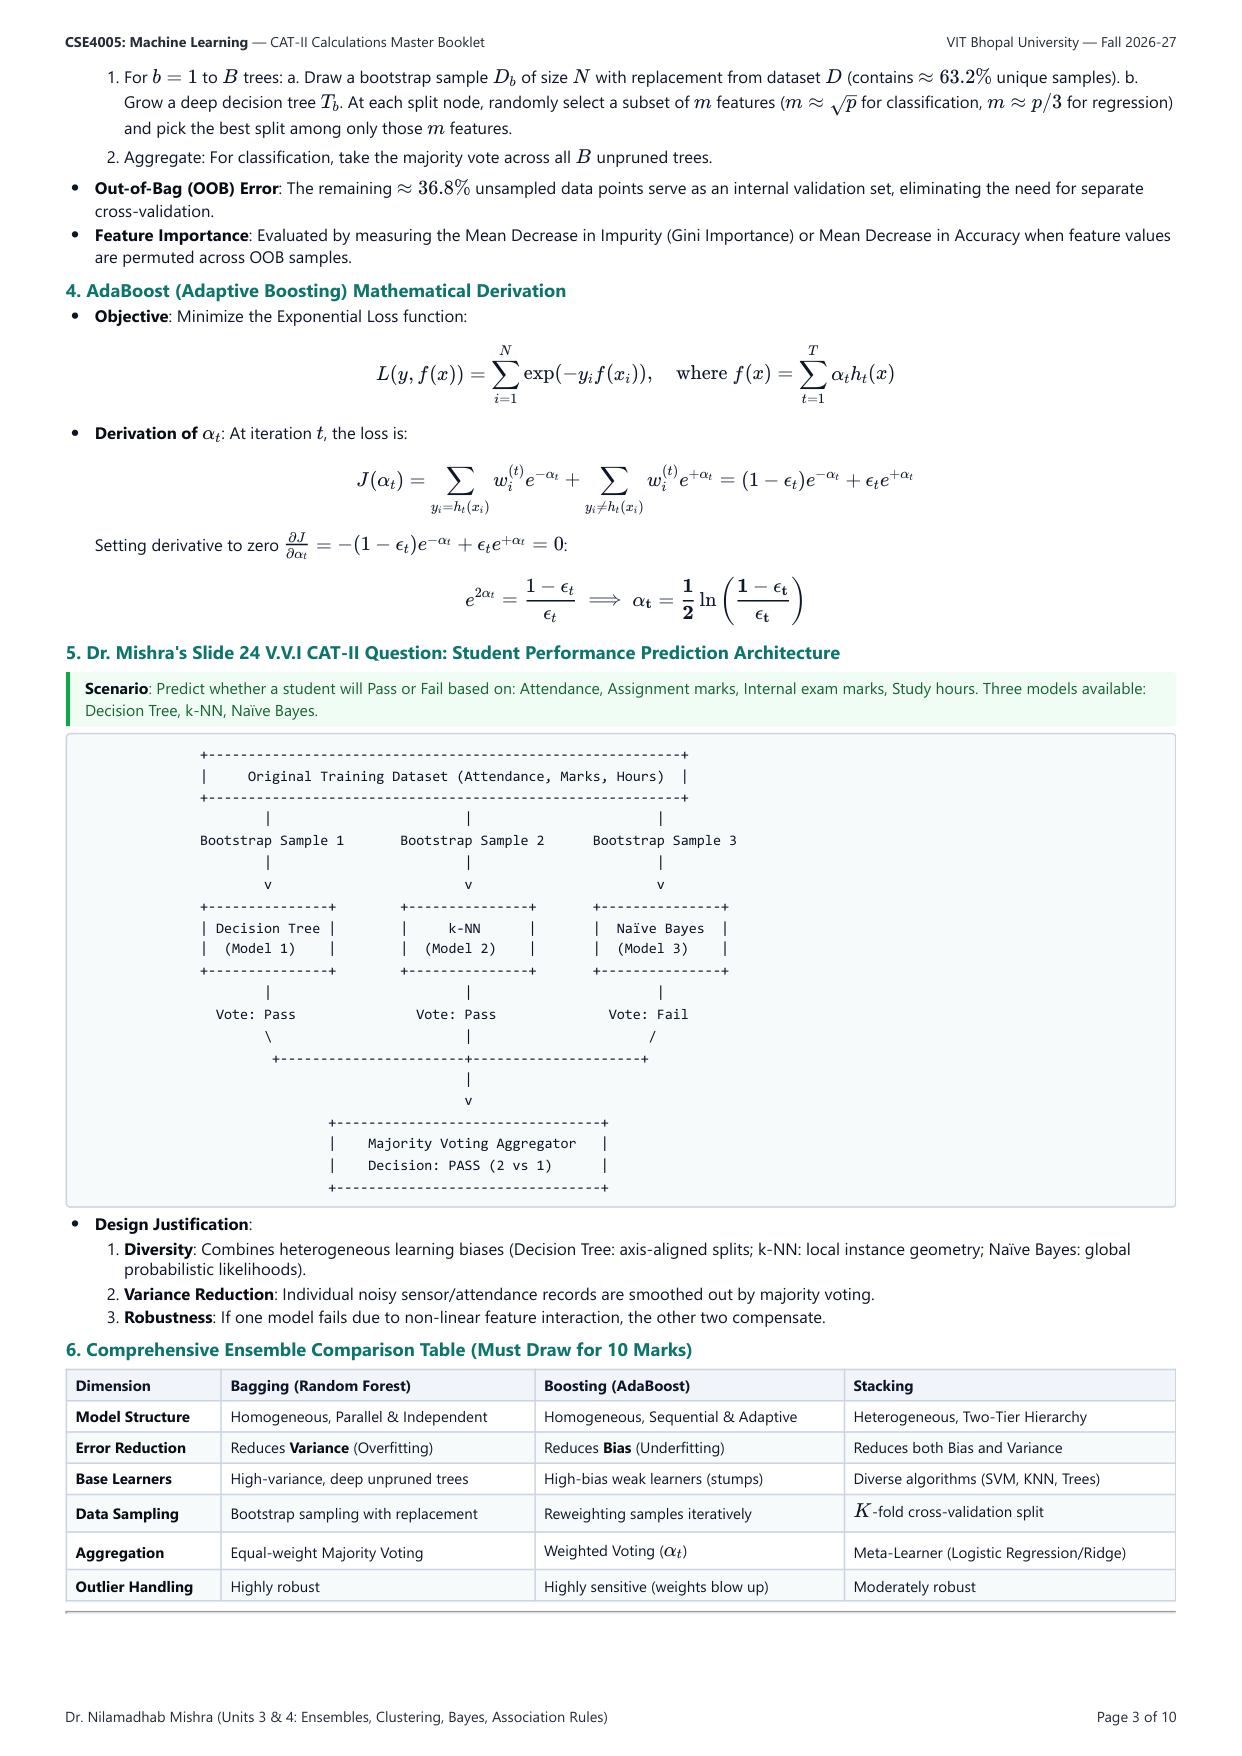 CSE4005: Machine Learning — CAT-II Calculations Master Booklet
VIT Bhopal University — Fall 2026-27
1. For b = 1 to B trees: a. Draw a bootstrap sample D_b of size N with replacement from dataset D (contains ≈ 63.2% unique samples). b.
Grow a deep decision tree T_b. At each split node, randomly select a subset of m features (m ≈ √p for classification, m ≈ p/3 for regression)
and pick the best split among only those m features.
2. Aggregate: For classification, take the majority vote across all B unpruned trees.
• Out-of-Bag (OOB) Error: The remaining ≈ 36.8% unsampled data points serve as an internal validation set, eliminating the need for separate
cross-validation.
• Feature Importance: Evaluated by measuring the Mean Decrease in Impurity (Gini Importance) or Mean Decrease in Accuracy when feature values
are permuted across OOB samples.
4. AdaBoost (Adaptive Boosting) Mathematical Derivation
• Objective: Minimize the Exponential Loss function:
L(y, f(x)) = ∑_{i=1}^{N} exp(−y_i f(x_i)), where f(x) = ∑_{t=1}^{T} α_t h_t(x)
• Derivation of α_t: At iteration t, the loss is:
J(α_t) = ∑_{y_i=h_t(x_i)} w_i^{(t)} e^{−α_t} + ∑_{y_i≠h_t(x_i)} w_i^{(t)} e^{+α_t} = (1 − ϵ_t)e^{−α_t} + ϵ_t e^{+α_t}
Setting derivative to zero ∂J/∂α_t = −(1 − ϵ_t)e^{−α_t} + ϵ_t e^{+α_t} = 0:
e^{2α_t} = (1 − ϵ_t)/ϵ_t ⟹ α_t = 1/2 ln ((1 − ϵ_t)/ϵ_t)
5. Dr. Mishra's Slide 24 V.V.I CAT-II Question: Student Performance Prediction Architecture
Scenario: Predict whether a student will Pass or Fail based on: Attendance, Assignment marks, Internal exam marks, Study hours. Three models available:
Decision Tree, k-NN, Naïve Bayes.
+-----------------------------------------------------------+
|     Original Training Dataset (Attendance, Marks, Hours)  |
+-----------------------------------------------------------+
        |                        |                       |
Bootstrap Sample 1       Bootstrap Sample 2      Bootstrap Sample 3
        |                        |                       |
        v                        v                       v
+---------------+        +---------------+       +---------------+
| Decision Tree |        |     k-NN      |       |  Naïve Bayes  |
|  (Model 1)    |        |  (Model 2)    |       |  (Model 3)    |
+---------------+        +---------------+       +---------------+
        |                        |                       |
  Vote: Pass               Vote: Pass              Vote: Fail
        \                        |                      /
         +-----------------------+---------------------+
                                 |
                                 v
                +---------------------------------+
                |    Majority Voting Aggregator   |
                |    Decision: PASS (2 vs 1)      |
                +---------------------------------+
• Design Justification:
1. Diversity: Combines heterogeneous learning biases (Decision Tree: axis-aligned splits; k-NN: local instance geometry; Naïve Bayes: global
probabilistic likelihoods).
2. Variance Reduction: Individual noisy sensor/attendance records are smoothed out by majority voting.
3. Robustness: If one model fails due to non-linear feature interaction, the other two compensate.
6. Comprehensive Ensemble Comparison Table (Must Draw for 10 Marks)
Dimension | Bagging (Random Forest) | Boosting (AdaBoost) | Stacking
Model Structure | Homogeneous, Parallel & Independent | Homogeneous, Sequential & Adaptive | Heterogeneous, Two-Tier Hierarchy
Error Reduction | Reduces Variance (Overfitting) | Reduces Bias (Underfitting) | Reduces both Bias and Variance
Base Learners | High-variance, deep unpruned trees | High-bias weak learners (stumps) | Diverse algorithms (SVM, KNN, Trees)
Data Sampling | Bootstrap sampling with replacement | Reweighting samples iteratively | K-fold cross-validation split
Aggregation | Equal-weight Majority Voting | Weighted Voting (α_t) | Meta-Learner (Logistic Regression/Ridge)
Outlier Handling | Highly robust | Highly sensitive (weights blow up) | Moderately robust
Dr. Nilamadhab Mishra (Units 3 & 4: Ensembles, Clustering, Bayes, Association Rules)
Page 3 of 10